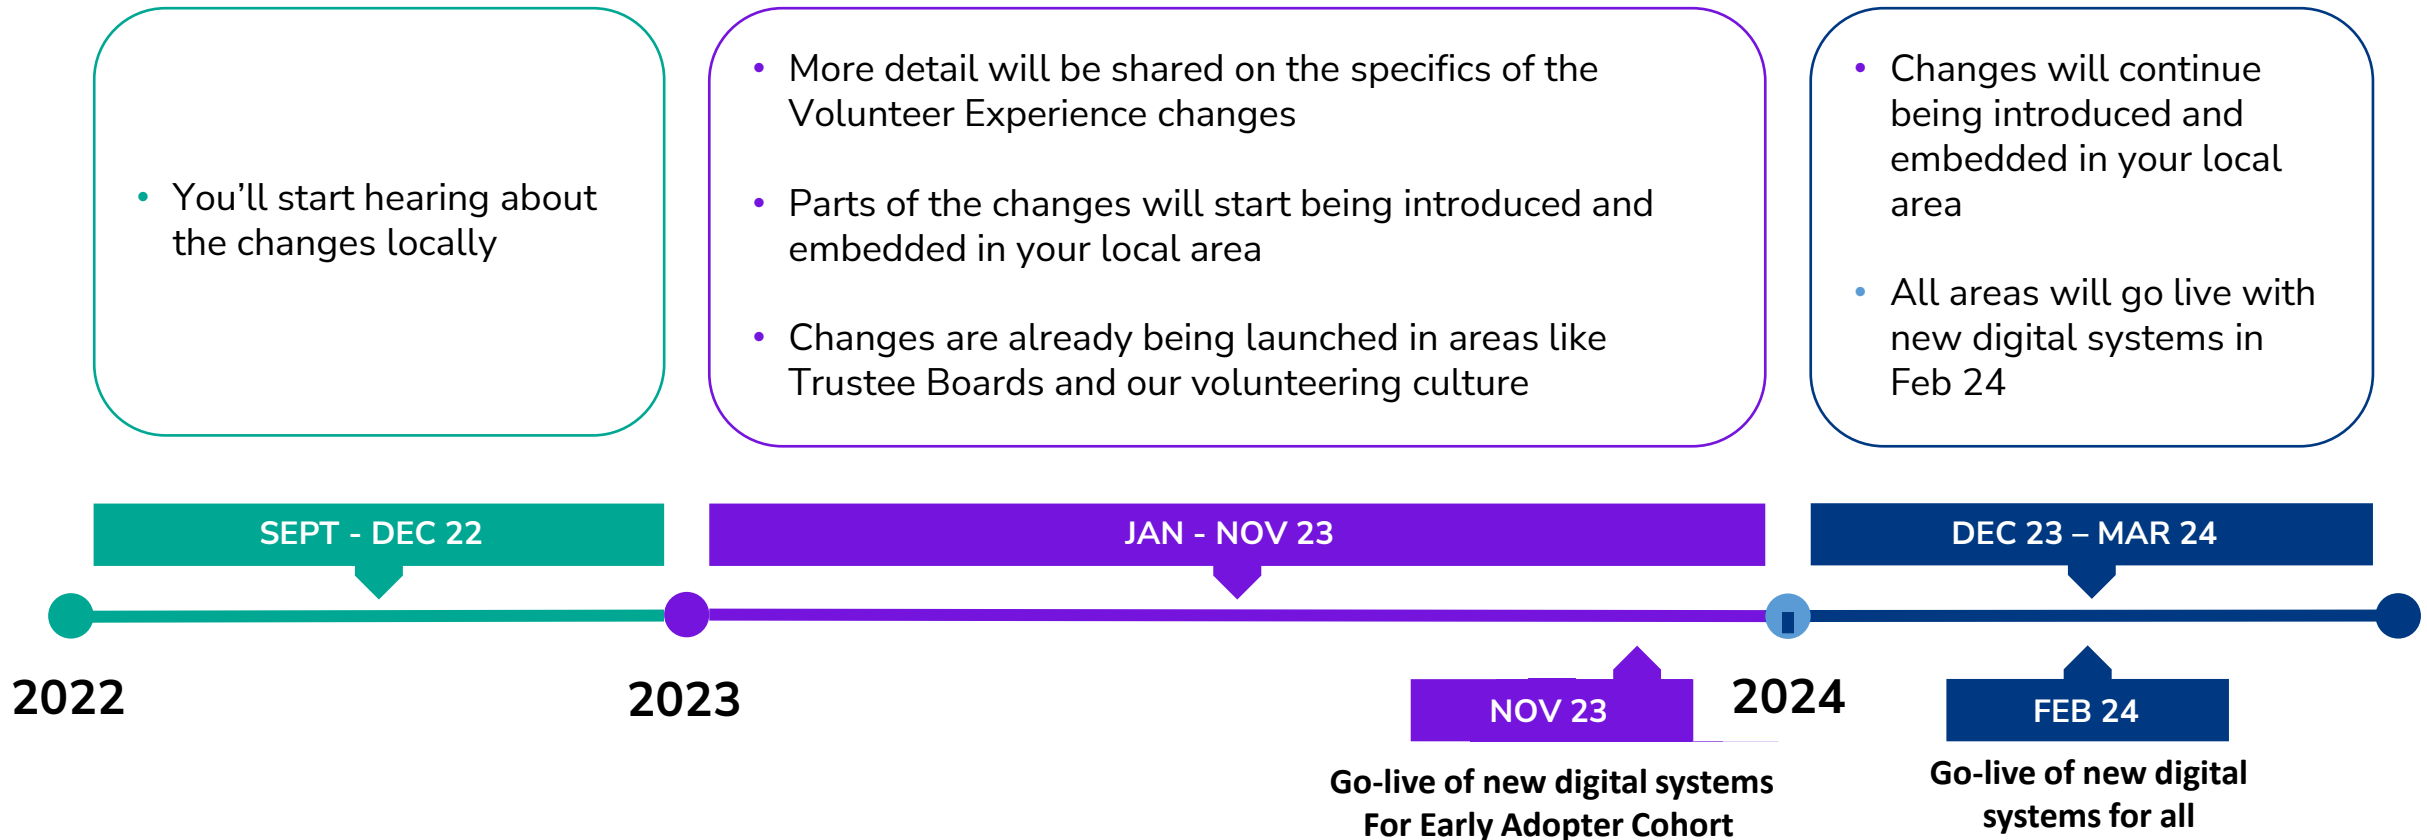 • You’ll start hearing about
the changes locally
• More detail will be shared on the specifics of the
Volunteer Experience changes
• Parts of the changes will start being introduced and
embedded in your local area
• Changes are already being launched in areas like
Trustee Boards and our volunteering culture
• Changes will continue
being introduced and
embedded in your local
area
• All areas will go live with
new digital systems in
Feb 24
SEPT - DEC 22
JAN - NOV 23
DEC 23 – MAR 24
2022
2023
2024
NOV 23
Go-live of new digital systems
For Early Adopter Cohort
FEB 24
Go-live of new digital
systems for all